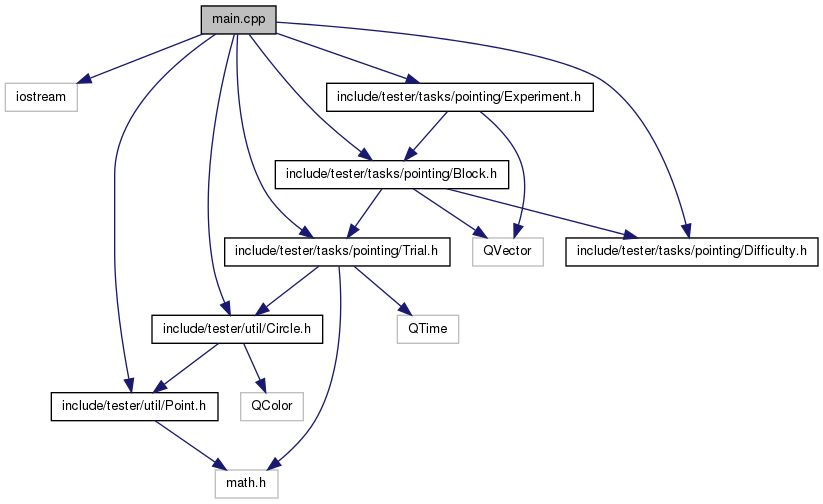 main.cpp
iostream
include/tester/tasks/pointing/Experiment.h
include/tester/tasks/pointing/Block.h
include/tester/tasks/pointing/Trial.h
QVector
include/tester/tasks/pointing/Difficulty.h
include/tester/util/Circle.h
QTime
include/tester/util/Point.h
QColor
math.h